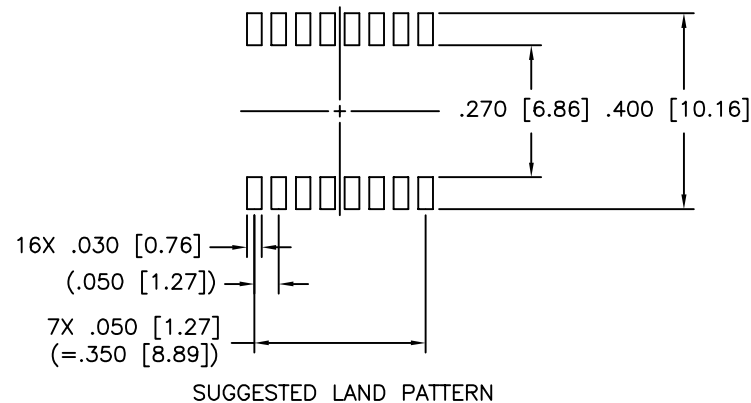 .270 [6.86] .400 [10.16]
16X .030 [0.76]
(.050 [1.27])
7X .050 [1.27]
(=.350 [8.89])
SUGGESTED LAND PATTERN